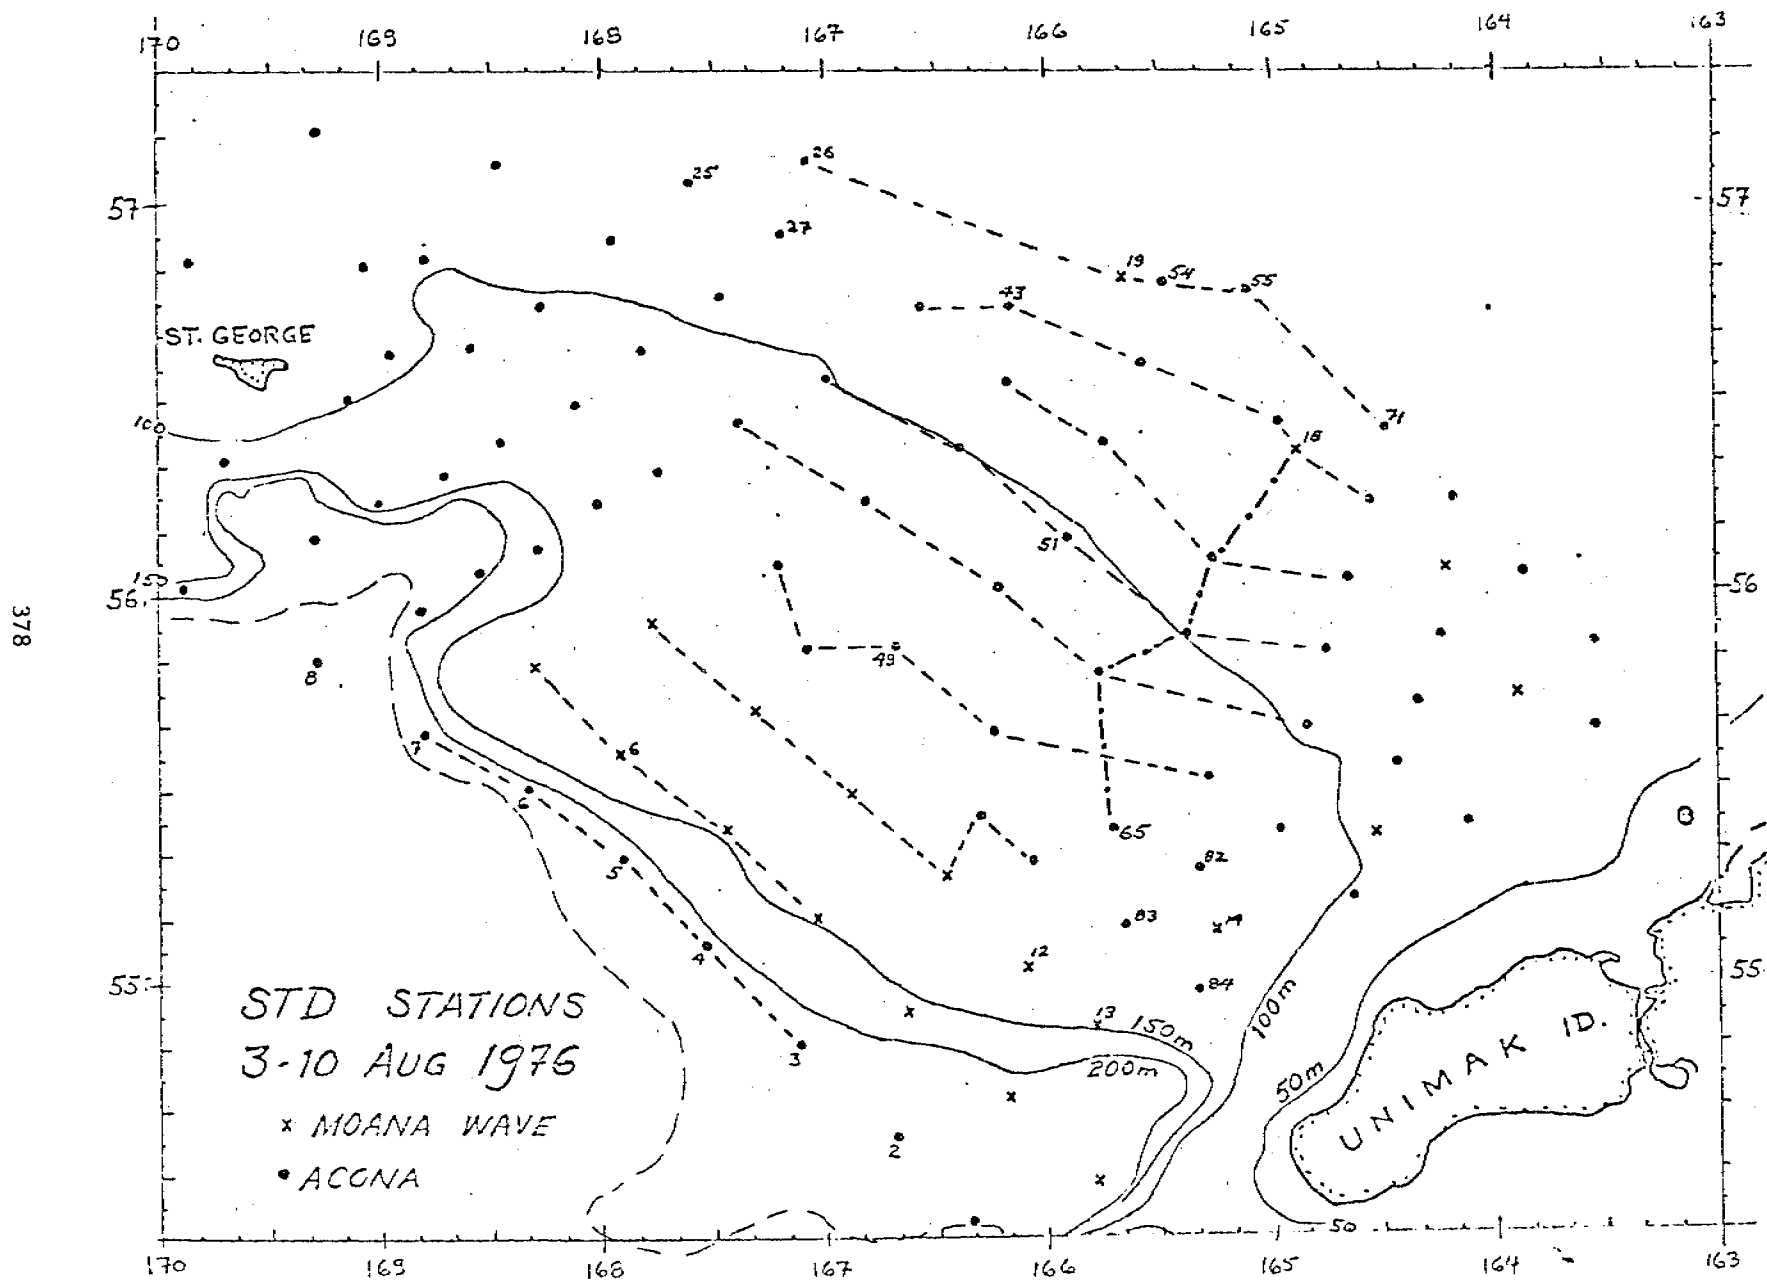 170 169 168 167 166 165 164 163
26
25
57 57
27
19
54
55
43
ST. GEORGE
71
100
18
51
150
56 56
378
49
8
7
6
6
65
5
82
83
4
12
55 55
84
STD STATIONS
13
150m
100m
3-10 AUG 1976
3
200m
50m
UNIMAK ID.
x MOANA WAVE
2
• ACONA
50
170 169 168 167 166 165 164 163